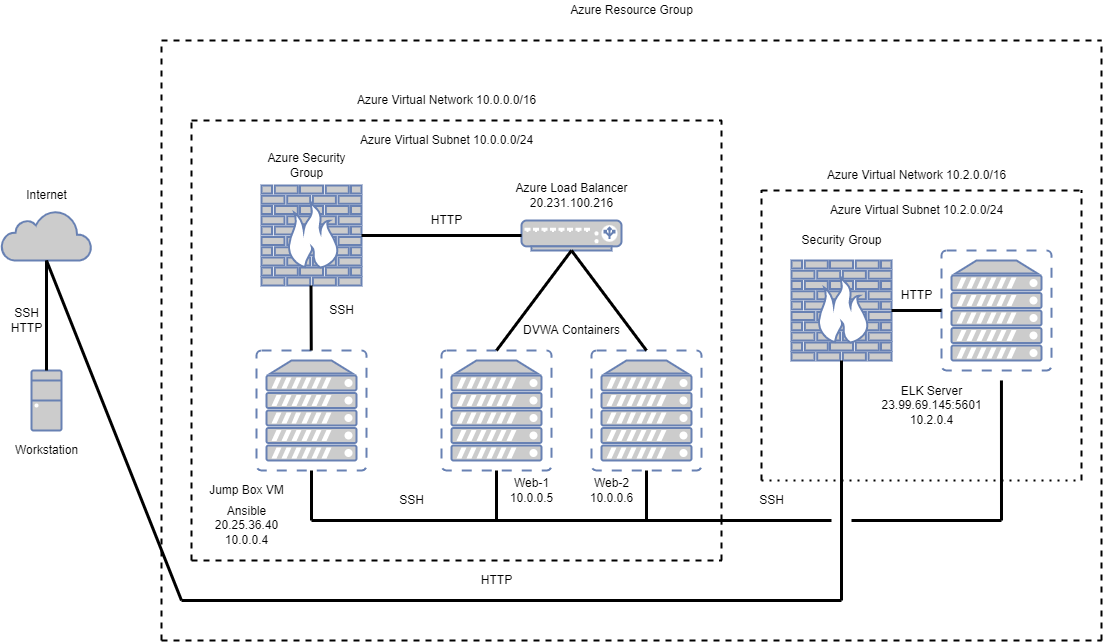 Azure Resource Group
Azure Virtual Network 10.0.0.0/16
Azure Virtual Subnet 10.0.0.0/24
Azure Security
Group
Azure Load Balancer
20.231.100.216
HTTP
SSH
DVWA Containers
Internet
SSH
HTTP
Workstation
Jump Box VM
Ansible
20.25.36.40
10.0.0.4
SSH
Web-1
10.0.0.5
Web-2
10.0.0.6
Azure Virtual Network 10.2.0.0/16
Azure Virtual Subnet 10.2.0.0/24
Security Group
HTTP
ELK Server
23.99.69.145:5601
10.2.0.4
SSH
HTTP